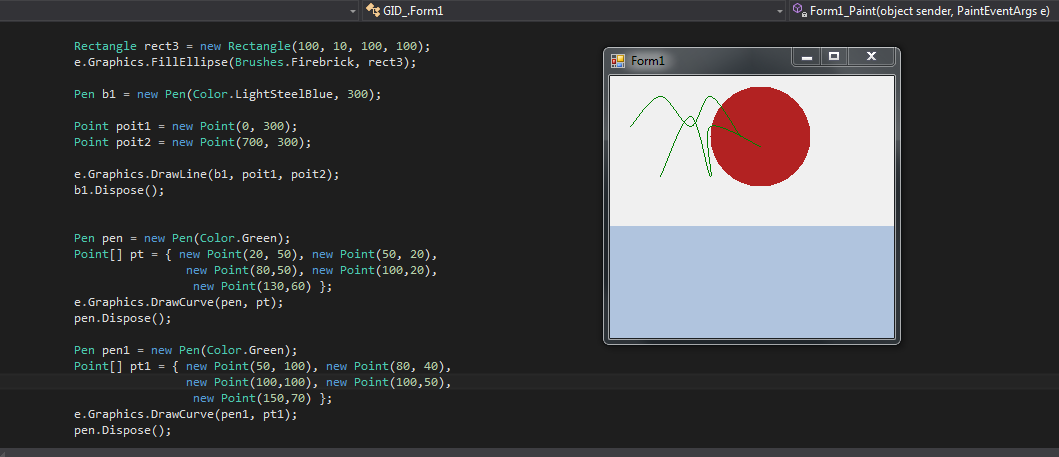 GID_.Form1
Form1_Paint(object sender, PaintEventArgs e)
Rectangle rect3 = new Rectangle(100, 10, 100, 100);
e.Graphics.FillEllipse(Brushes.Firebrick, rect3);
Pen b1 = new Pen(Color.LightSteelBlue, 300);
Point poit1 = new Point(0, 300);
Point poit2 = new Point(700, 300);
e.Graphics.DrawLine(b1, poit1, poit2);
b1.Dispose();
Pen pen = new Pen(Color.Green);
Point[] pt = { new Point(20, 50), new Point(50, 20),
new Point(80,50), new Point(100,20),
new Point(130,60) };
e.Graphics.DrawCurve(pen, pt);
pen.Dispose();
Pen pen1 = new Pen(Color.Green);
Point[] pt1 = { new Point(50, 100), new Point(80, 40),
new Point(100,100), new Point(100,50),
new Point(150,70) };
e.Graphics.DrawCurve(pen1, pt1);
pen.Dispose();
Form1